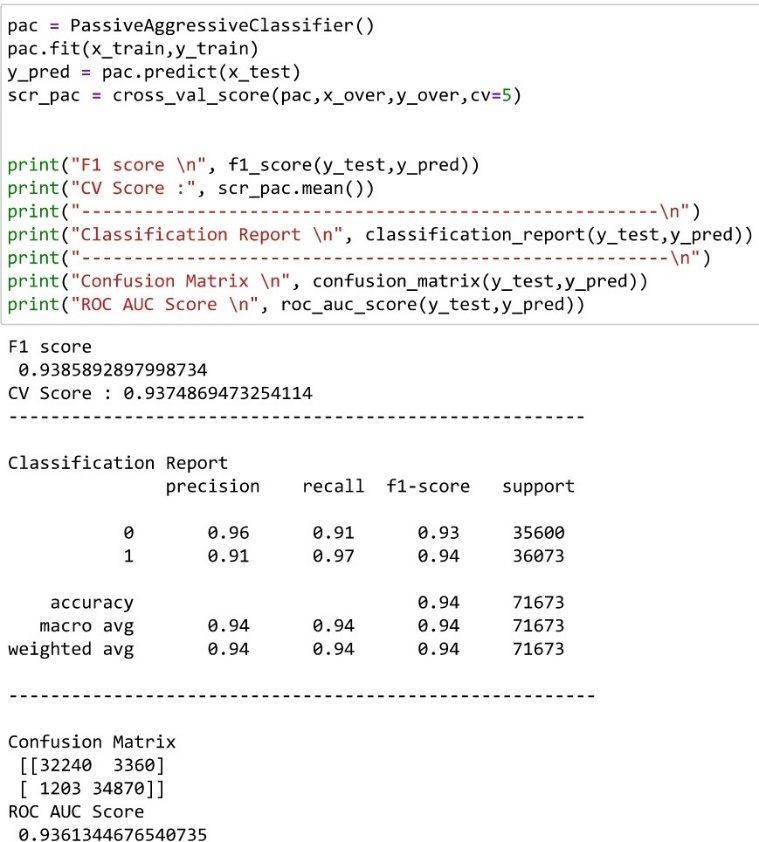 pac = PassiveAggressiveClassifier()
pac.fit(x_train,y_train)
y_pred = pac.predict(x_test)
scr_pac = cross_val_score(pac,x_over,y_over,cv=5)
print("F1 score \n", f1_score(y_test,y_pred))
print("CV Score :", scr_pac.mean())
print("-------------------------------------------------------\n")
print("Classification Report \n", classification_report(y_test,y_pred))
print("--------------------------------------------------------\n")
print("Confusion Matrix \n", confusion_matrix(y_test,y_pred))
print("ROC AUC Score \n", roc_auc_score(y_test,y_pred))
F1 score
0.9385892897998734
CV Score : 0.9374869473254114
-------------------------------------------------------
Classification Report
precision recall f1-score support
0 0.96 0.91 0.93 35600
1 0.91 0.97 0.94 36073
accuracy 0.94 71673
macro avg 0.94 0.94 0.94 71673
weighted avg 0.94 0.94 0.94 71673
--------------------------------------------------------
Confusion Matrix
[[32240 3360]
[ 1203 34870]]
ROC AUC Score
0.9361344676540735